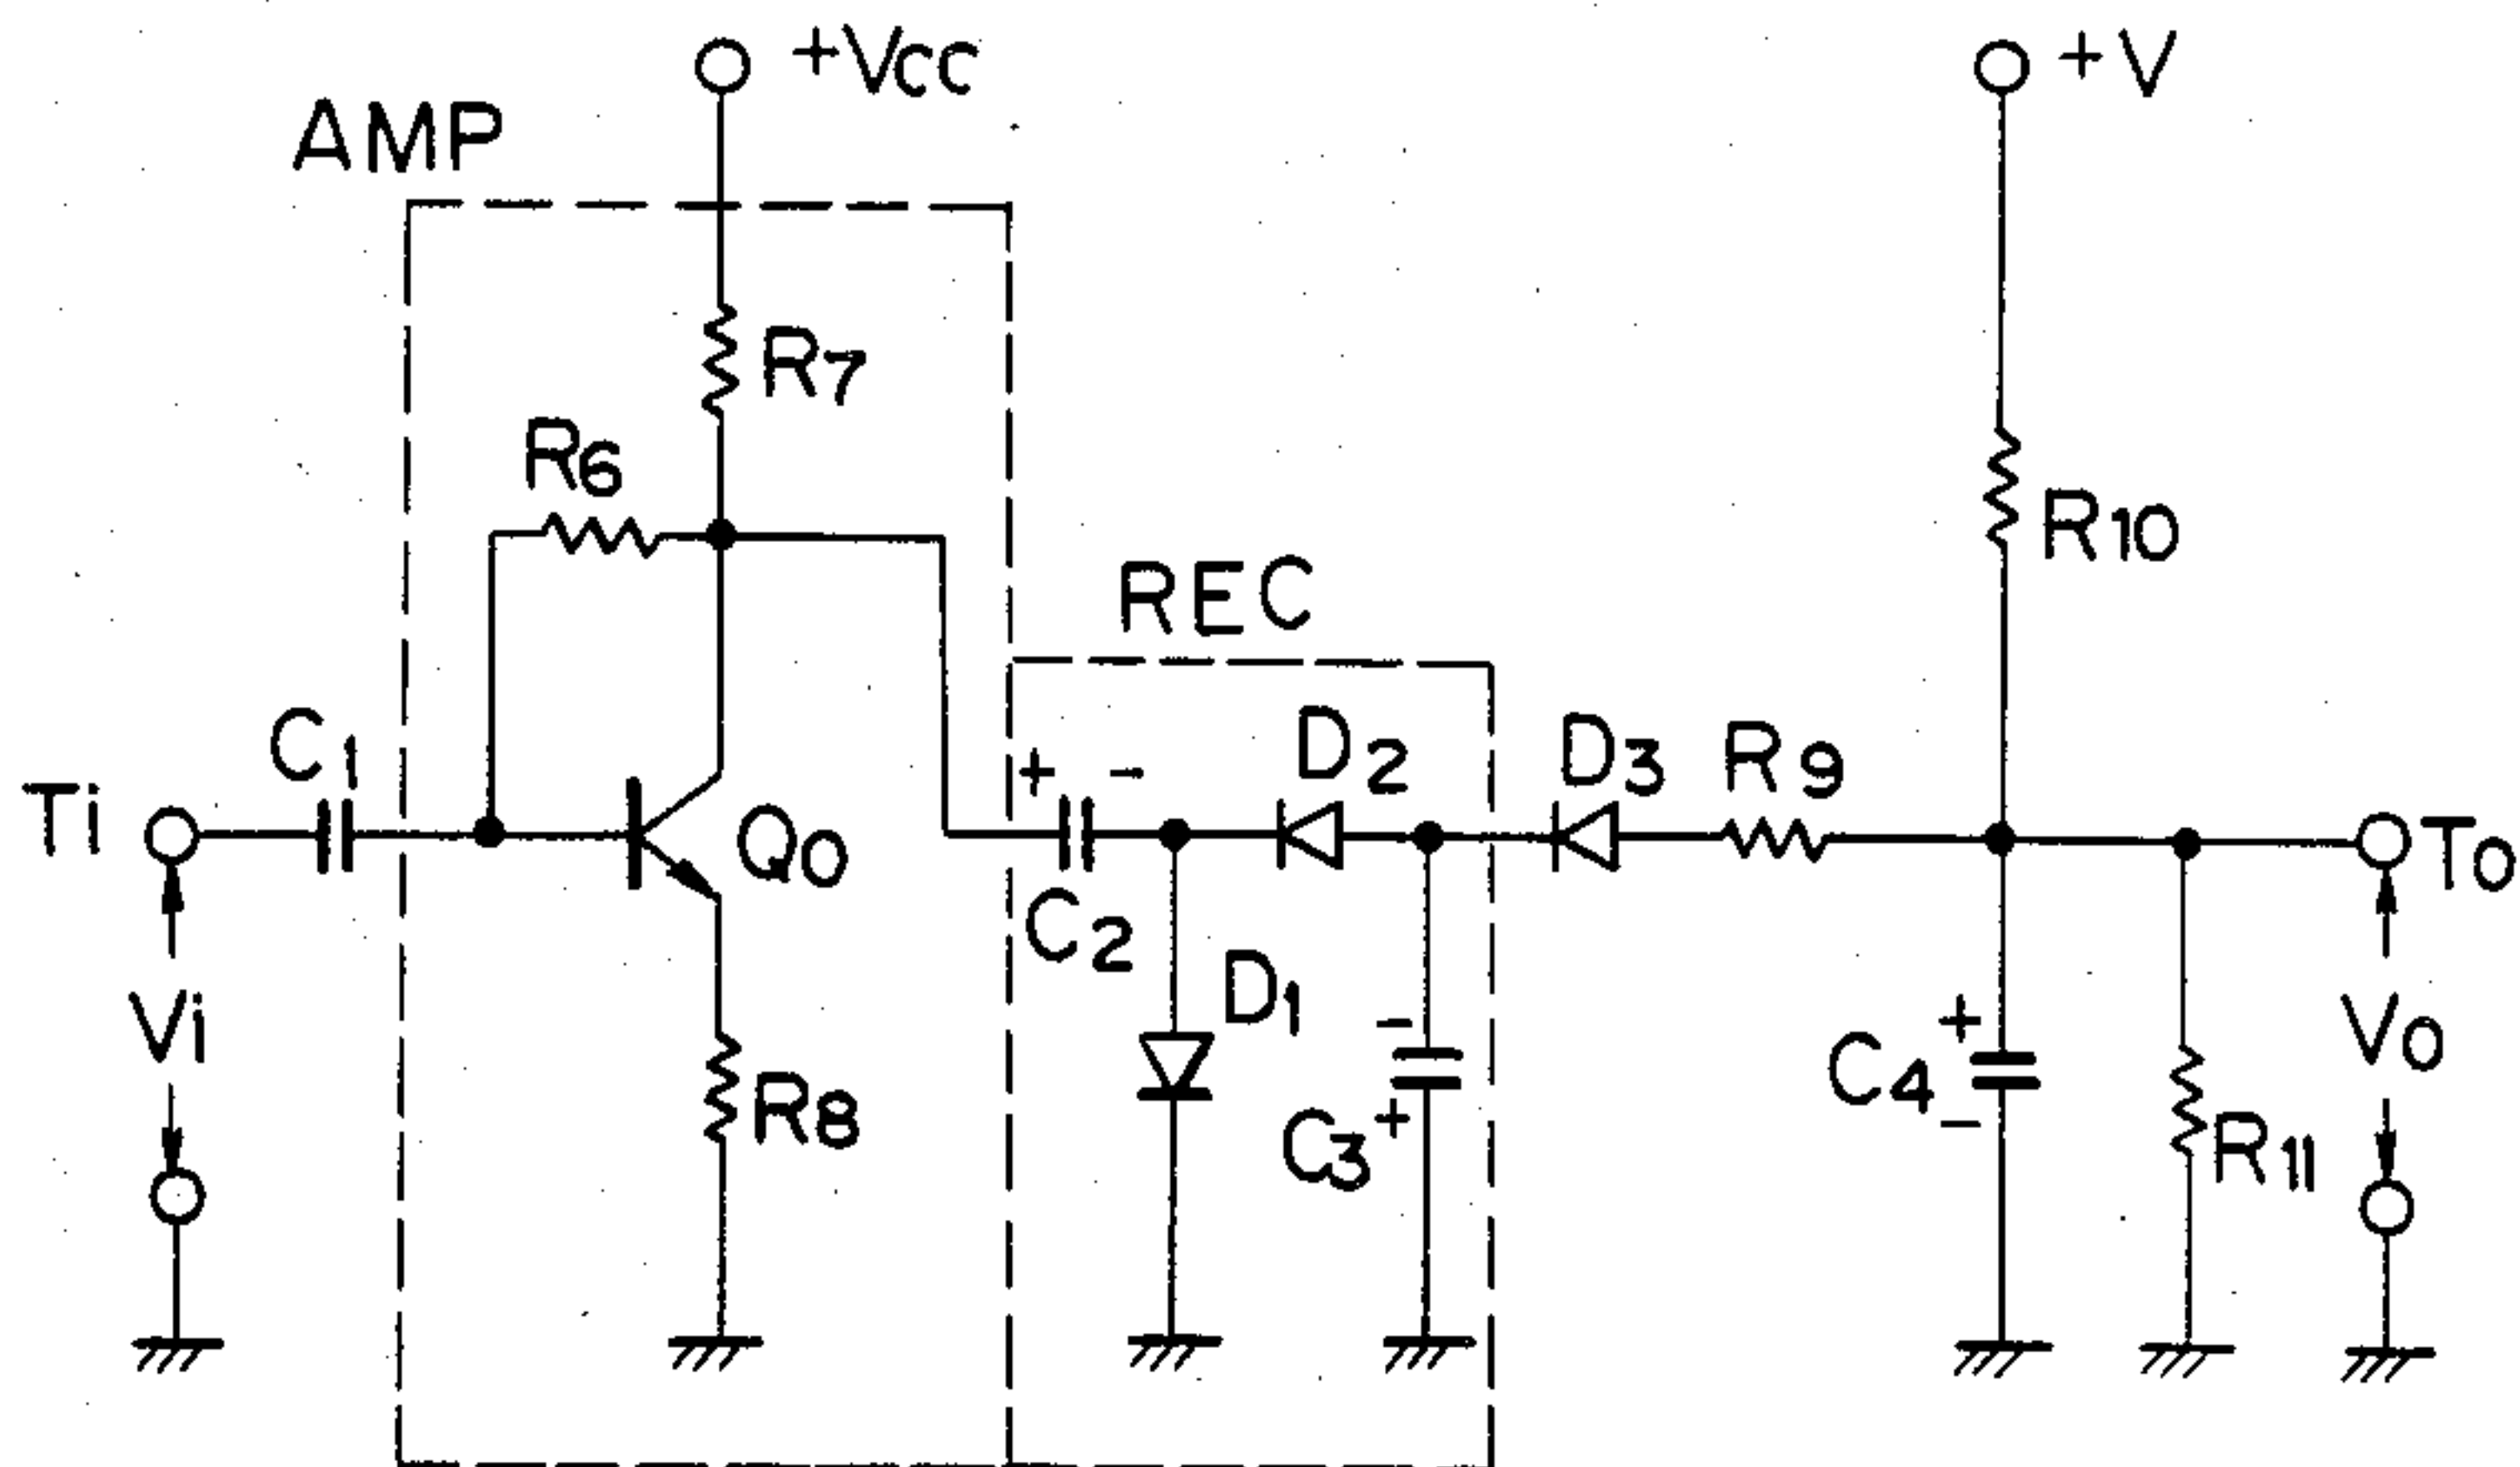 +Vcc
+V
AMP
R7
R6
R10
REC
C1
D2
D3
R9
Ti
+ -
Q0
To
C2
D1
Vi
-
+
C4
Vo
R8
C3
+
-
R11